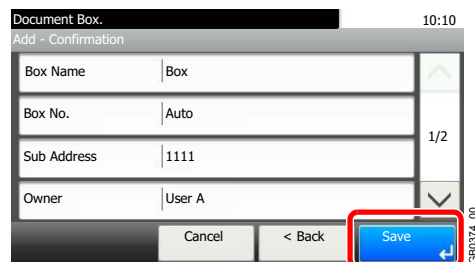 Document Box. 10:10
Add - Confirmation
Box Name Box
Box No. Auto
1/2
Sub Address 1111
Owner User A
Cancel < Back Save
GB0374_00